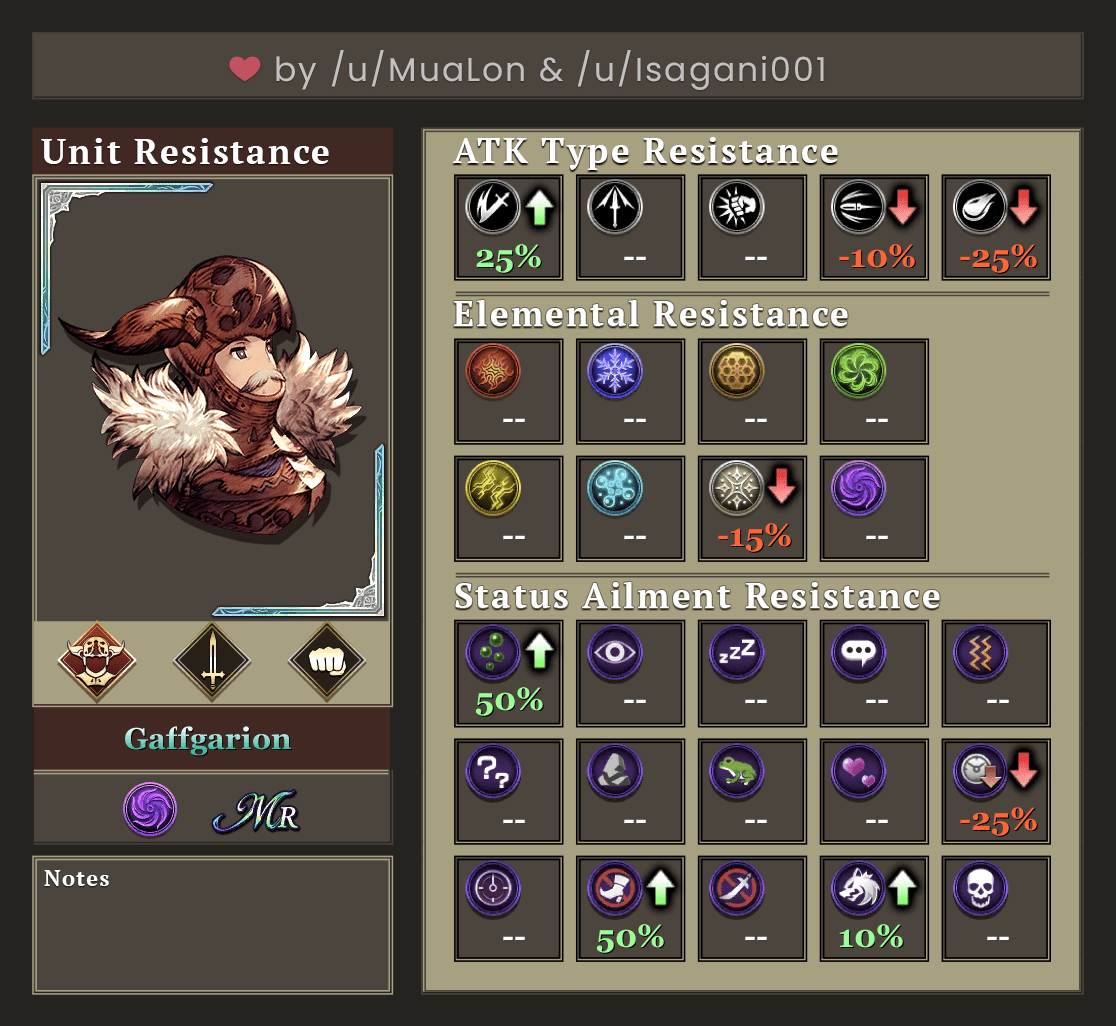 by /u/MuaLon & /u/Isagani001
Unit Resistance
Gaffgarion
MR
Notes
ATK Type Resistance
25% -- -- -10% -25%
Elemental Resistance
-- -- -- --
-- -- -15% --
Status Ailment Resistance
zzZ
50% -- -- -- --
??
-- -- -- -- -25%
-- 50% -- 10% --